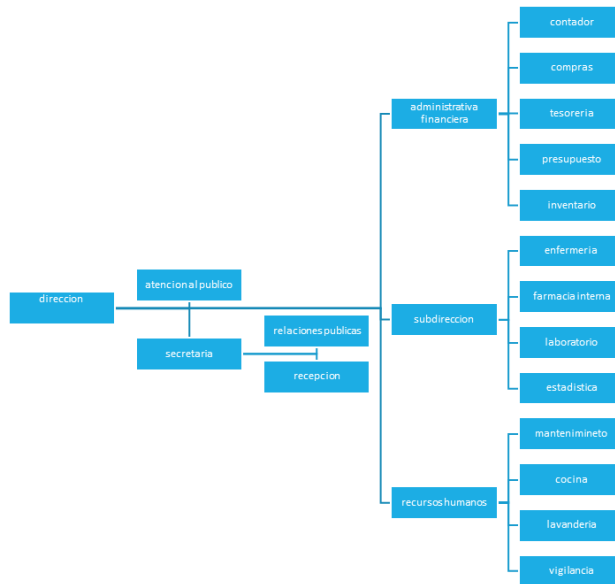 contador
compras
administrativa
financiera
tesoreria
presupuesto
inventario
enfermeria
atencion al publico
direccion
farmacia interna
subdireccion
relaciones publicas
laboratorio
secretaria
recepcion
estadistica
mantenimineto
cocina
recursos humanos
lavanderia
vigilancia